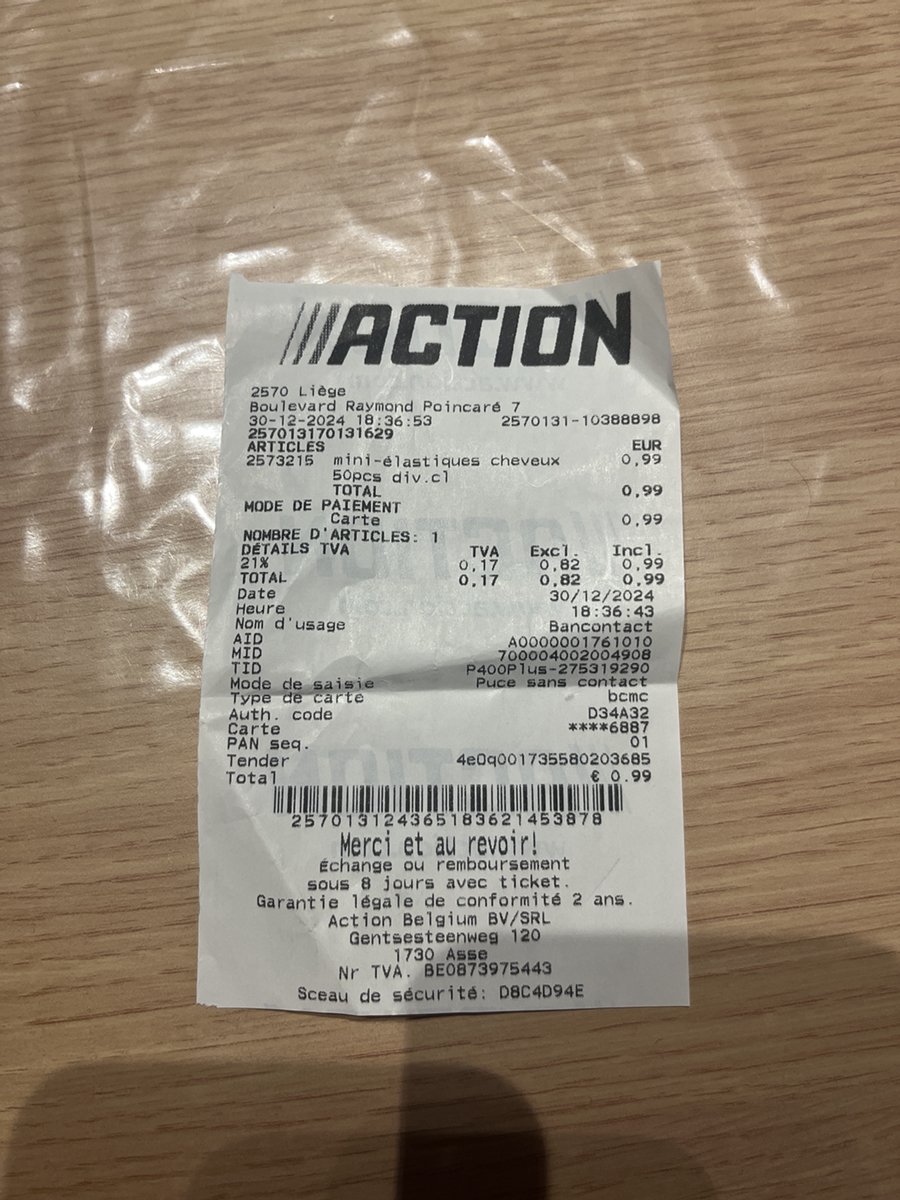 ACTION
2570 Liège
Boulevard Raymond Poincaré 7
30-12-2024 18:36:53 2570131-10388898
257013170131629
ARTICLES EUR
2573215 mini-élastiques cheveux 0,99
50pcs div.cl
TOTAL 0,99
MODE DE PAIEMENT
Carte 0,99
NOMBRE D'ARTICLES: 1
DÉTAILS TVA TVA Excl. Incl.
21% 0,17 0,82 0,99
TOTAL 0,17 0,82 0,99
Date 30/12/2024
Heure 18:36:43
Nom d'usage Bancontact
AID A0000001761010
MID 700004002004908
TID P400Plus-275319290
Mode de saisie Puce sans contact
Type de carte bcmc
Auth. code D34A32
Carte ****6887
PAN seq. 01
Tender 4e0q001735580203685
Total € 0.99
257013124365183621453878
Merci et au revoir!
Échange ou remboursement
sous 8 jours avec ticket.
Garantie légale de conformité 2 ans.
Action Belgium BV/SRL
Gentsesteenweg 120
1730 Asse
Nr TVA. BE0873975443
Sceau de sécurité: D8C4D94E